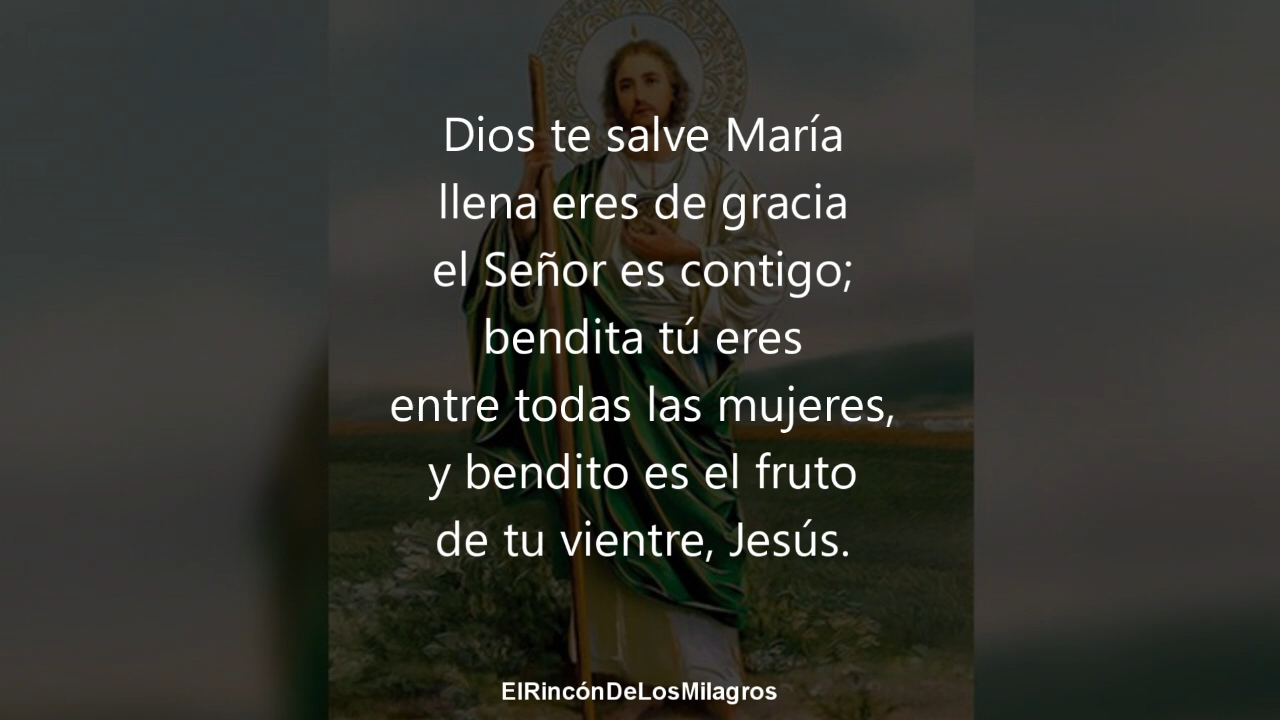 Dios te salve María
llena eres de gracia
el Señor es contigo;
bendita tú eres
entre todas las mujeres,
y bendito es el fruto
de tu vientre, Jesús.
ElRincónDeLosMilagros